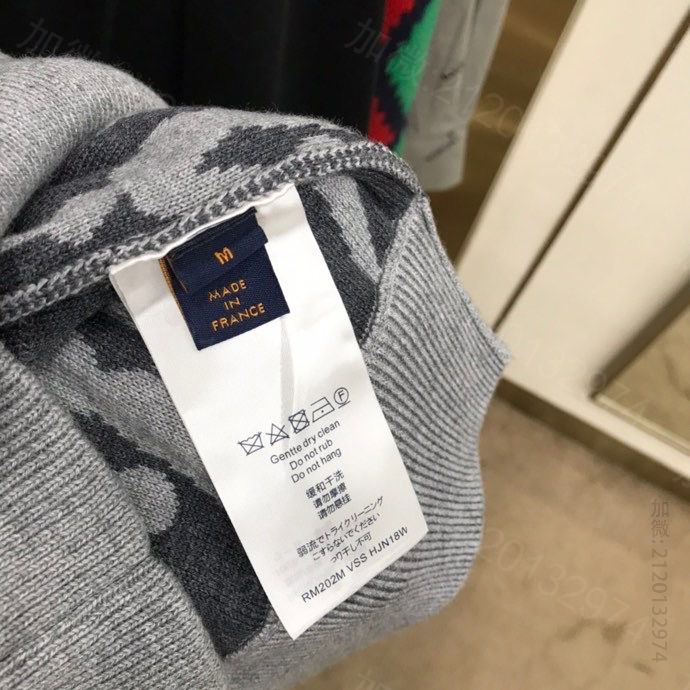 M
MADE
IN
FRANCE
Gentte dry clean
Do not rub
Do not hang
缓和干洗
请勿摩擦
请勿悬挂
弱流でトライクリーニング
こすらないでください
つり干し不可
RM202M VSS HJN18W
加微: 2120132974